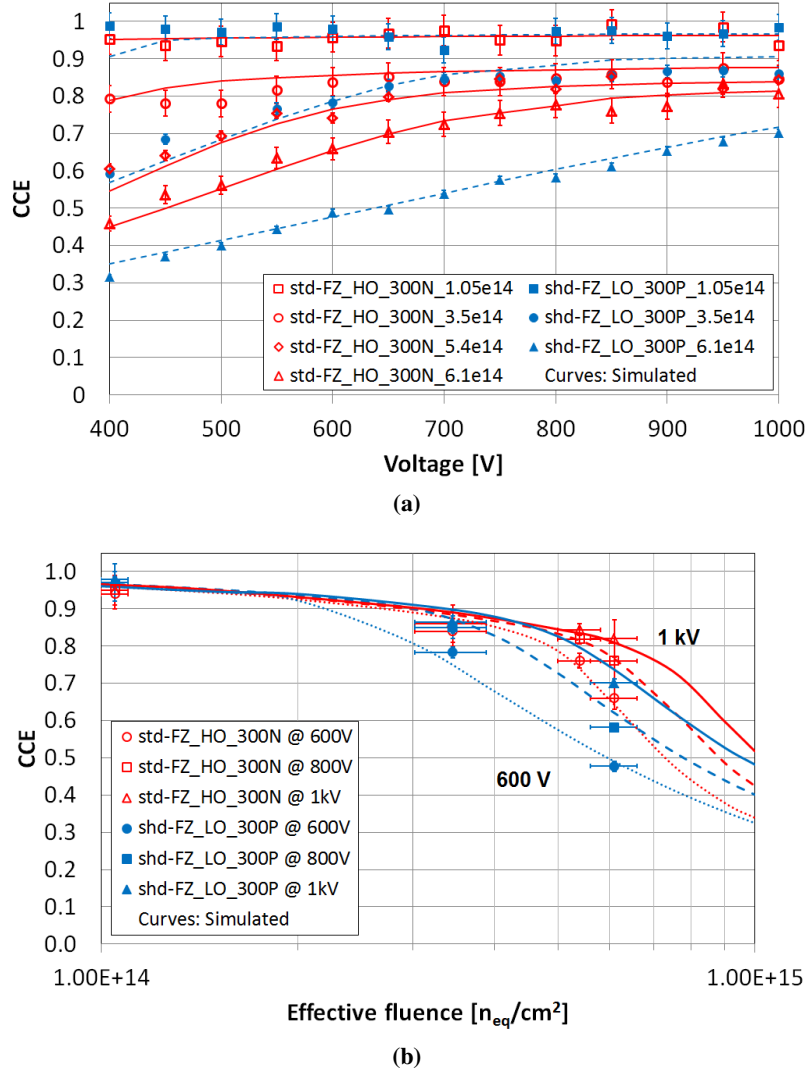 1
0.9
0.8
0.7
0.6
0.5
0.4
0.3
0.2
0.1
0
CCE
std-FZ_HO_300N_1.05e14
shd-FZ_LO_300P_1.05e14
std-FZ_HO_300N_3.5e14
shd-FZ_LO_300P_3.5e14
std-FZ_HO_300N_5.4e14
shd-FZ_LO_300P_6.1e14
std-FZ_HO_300N_6.1e14
Curves: Simulated
400 500 600 700 800 900 1000
Voltage [V]
(a)
1.0
0.9
0.8
0.7
0.6
0.5
0.4
0.3
0.2
0.1
0.0
CCE
1 kV
600 V
std-FZ_HO_300N @ 600V
std-FZ_HO_300N @ 800V
std-FZ_HO_300N @ 1kV
shd-FZ_LO_300P @ 600V
shd-FZ_LO_300P @ 800V
shd-FZ_LO_300P @ 1kV
Curves: Simulated
1.00E+14 1.00E+15
Effective fluence [n_eq/cm²]
(b)